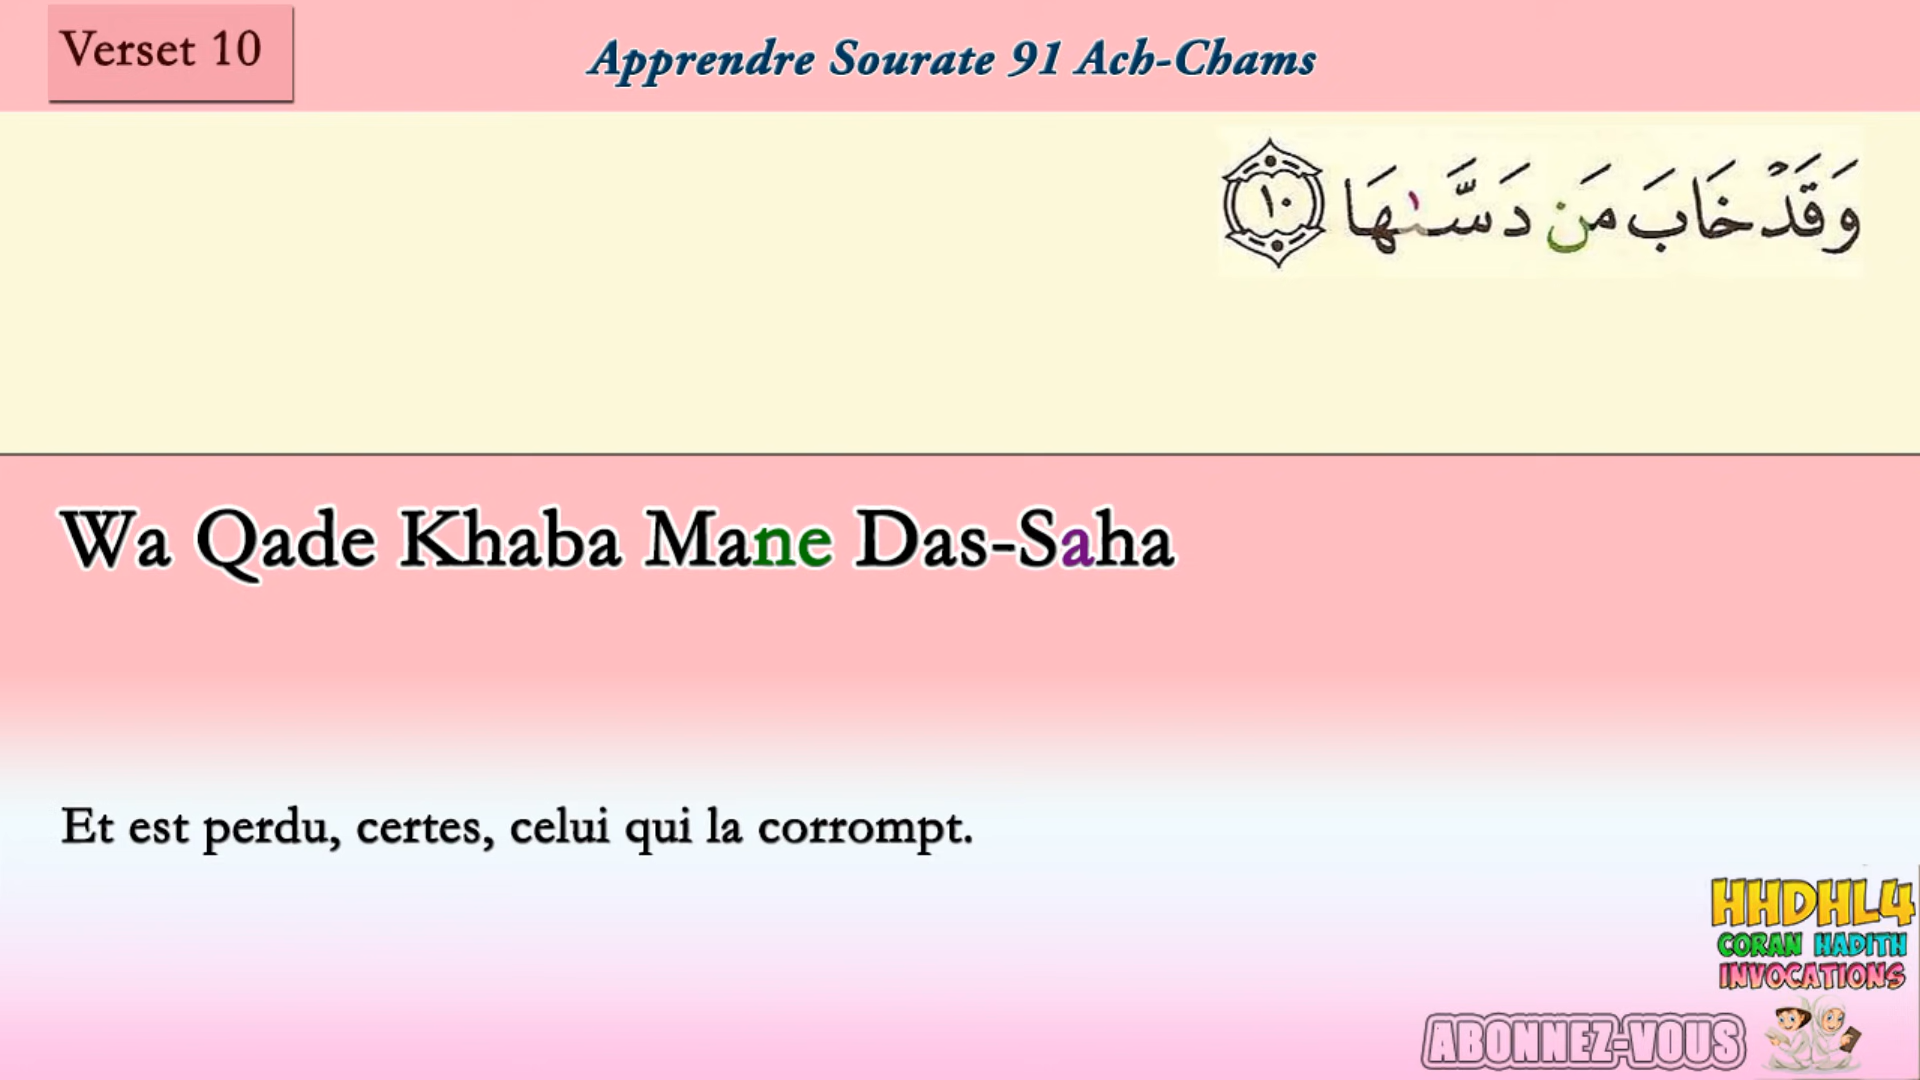 Verset 10
Apprendre Sourate 91 Ach-Chams
وَقَدۡ خَابَ مَن دَسَّىٰهَا ١٠
Wa Qade Khaba Mane Das-Saha
Et est perdu, certes, celui qui la corrompt.
HHDHL4
CORAN HADITH
INVOCATIONS
ABONNEZ-VOUS